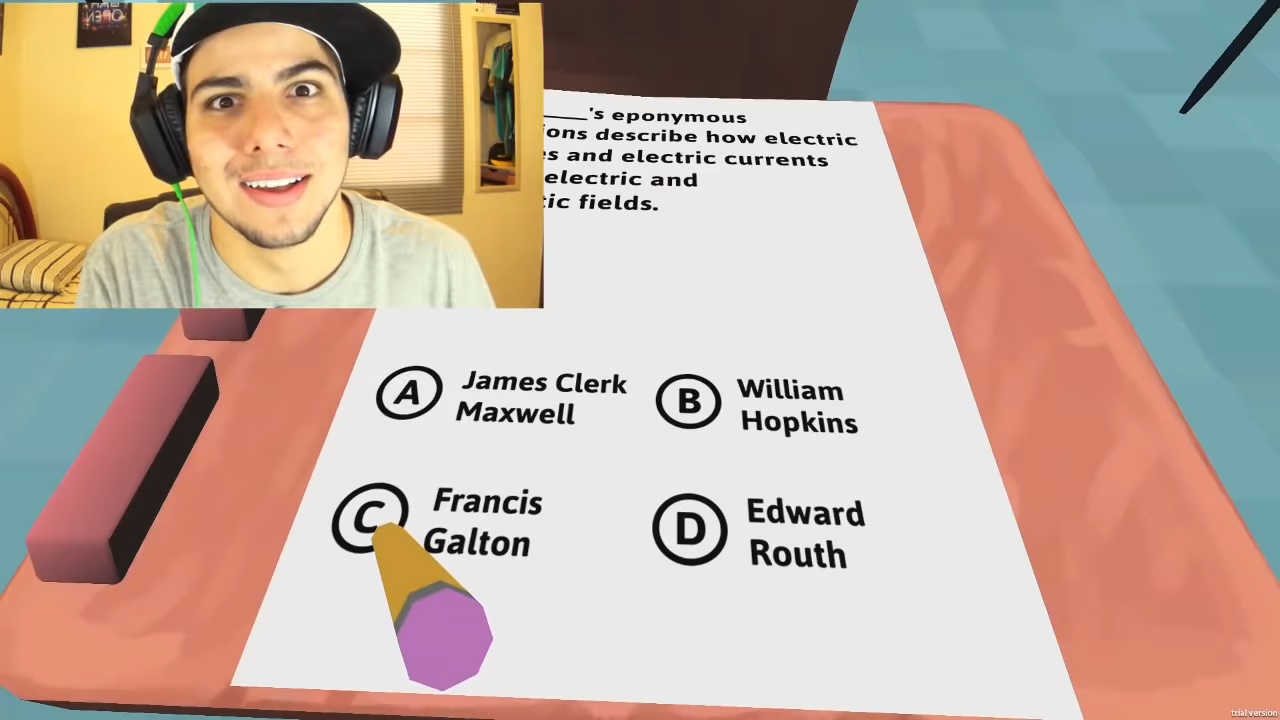 OPEN
's eponymous
ions describe how electric
es and electric currents
electric and
tic fields.
A James Clerk Maxwell
B William Hopkins
C Francis Galton
D Edward Routh
trial version